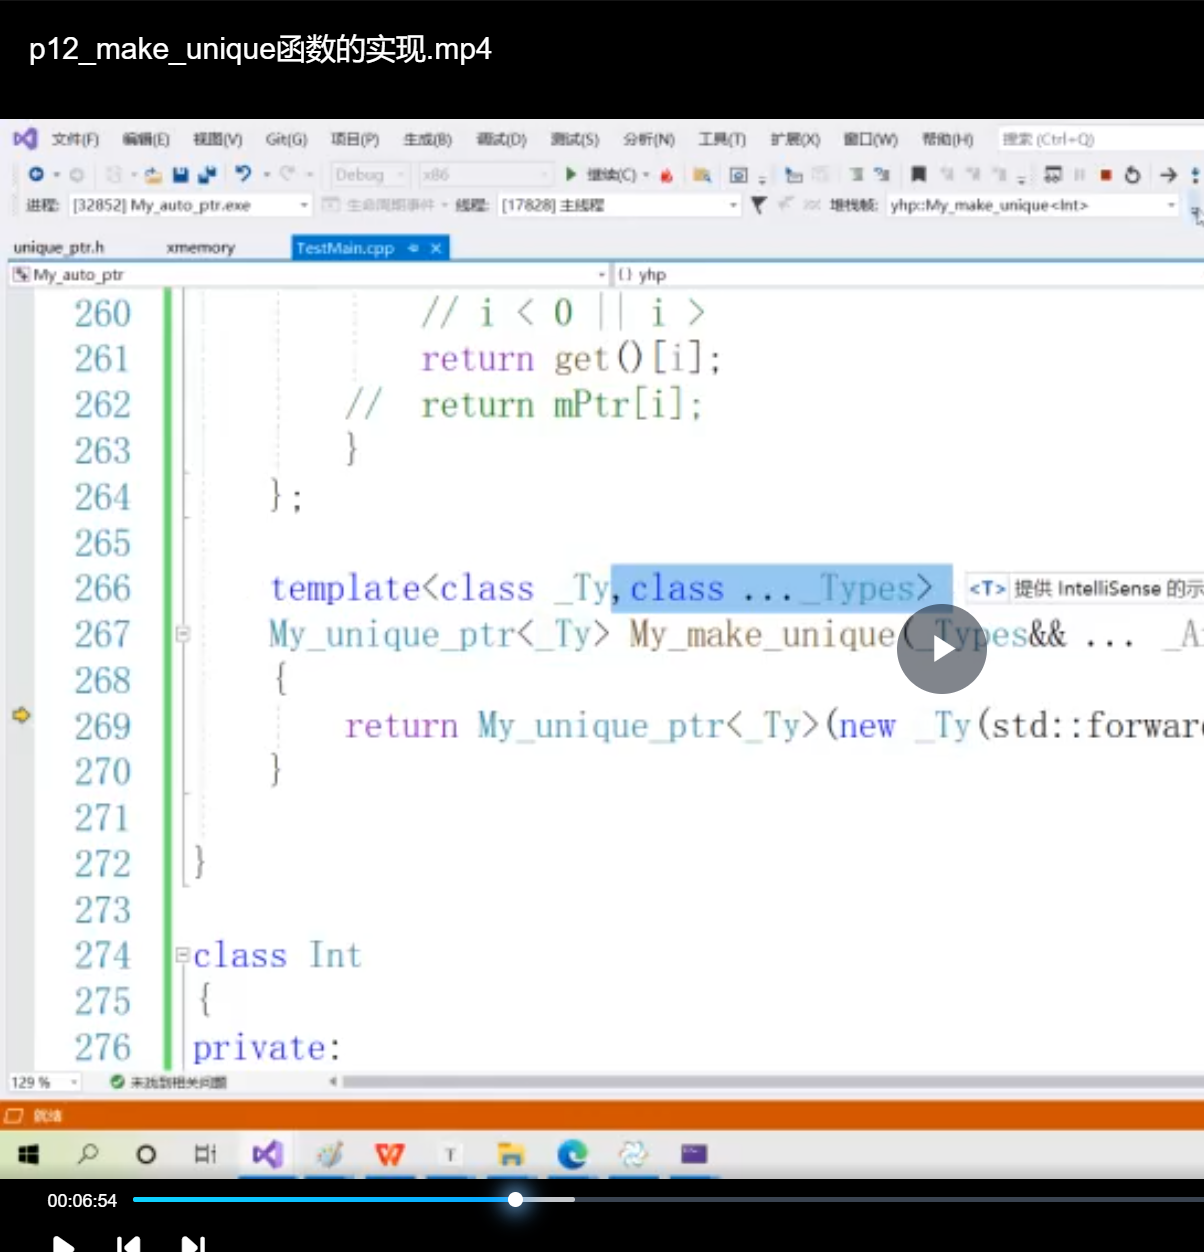 p12_make_unique函数的实现.mp4
文件(F) 编辑(E) 视图(V) Git(G) 项目(P) 生成(B) 调试(D) 测试(S) 分析(N) 工具(T) 扩展(X) 窗口(W) 帮助(H) 搜索 (Ctrl+Q)
Debug x86 继续(C)
进程: [32852] My_auto_ptr.exe 生命周期事件 线程: [17828] 主线程 堆栈帧: yhp::My_make_unique<Int>
unique_ptr.h xmemory TestMain.cpp
My_auto_ptr {} yhp
260 // i < 0 || i >
261 return get()[i];
262 // return mPtr[i];
263 }
264 };
265
266 template<class _Ty,class ... _Types> <T> 提供 IntelliSense 的示
267 My_unique_ptr<_Ty> My_make_unique(_Types&& ... _A
268 {
269 return My_unique_ptr<_Ty>(new _Ty(std::forwar
270 }
271
272 }
273
274 class Int
275 {
276 private:
129 % 未找到相关问题
就绪
00:06:54